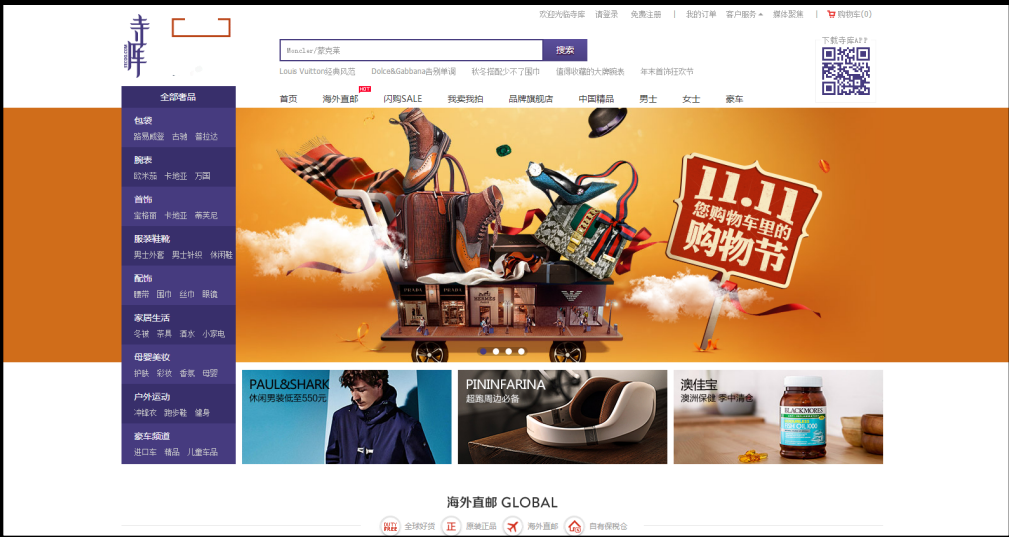 欢迎光临寺库 请登录 免费注册 | 我的订单 客户服务 媒体聚焦 | 购物车(0)
寺库
SECOO.COM
下载寺库APP
Moncler/蒙克莱 搜索
Louis Vuitton经典风范 Dolce&Gabbana告别单调 秋冬搭配少不了围巾 值得收藏的大牌腕表 年末首饰狂欢节
全部奢品
首页 海外直邮 HOT 闪购SALE 我卖我拍 品牌旗舰店 中国精品 男士 女士 豪车
包袋
路易威登 古驰 普拉达
腕表
欧米茄 卡地亚 万国
首饰
宝格丽 卡地亚 蒂芙尼
服装鞋靴
男士外套 男士针织 休闲鞋
配饰
腰带 围巾 丝巾 眼镜
家居生活
冬被 茶具 酒水 小家电
母婴美妆
护肤 彩妆 香氛 母婴
户外运动
冲锋衣 跑步鞋 健身
豪车频道
进口车 精品 儿童车品
11.11
您购物车里的
购物节
PRADA PRADA
HERMES
PAUL&SHARK
休闲男装低至550元
PININFARINA
超跑周边必备
澳佳宝
澳洲保健 季中清仓
BLACKMORES
FISH OIL 1000
海外直邮 GLOBAL
DUTY FREE 全球好货 正 原装正品 海外直邮 自有保税仓